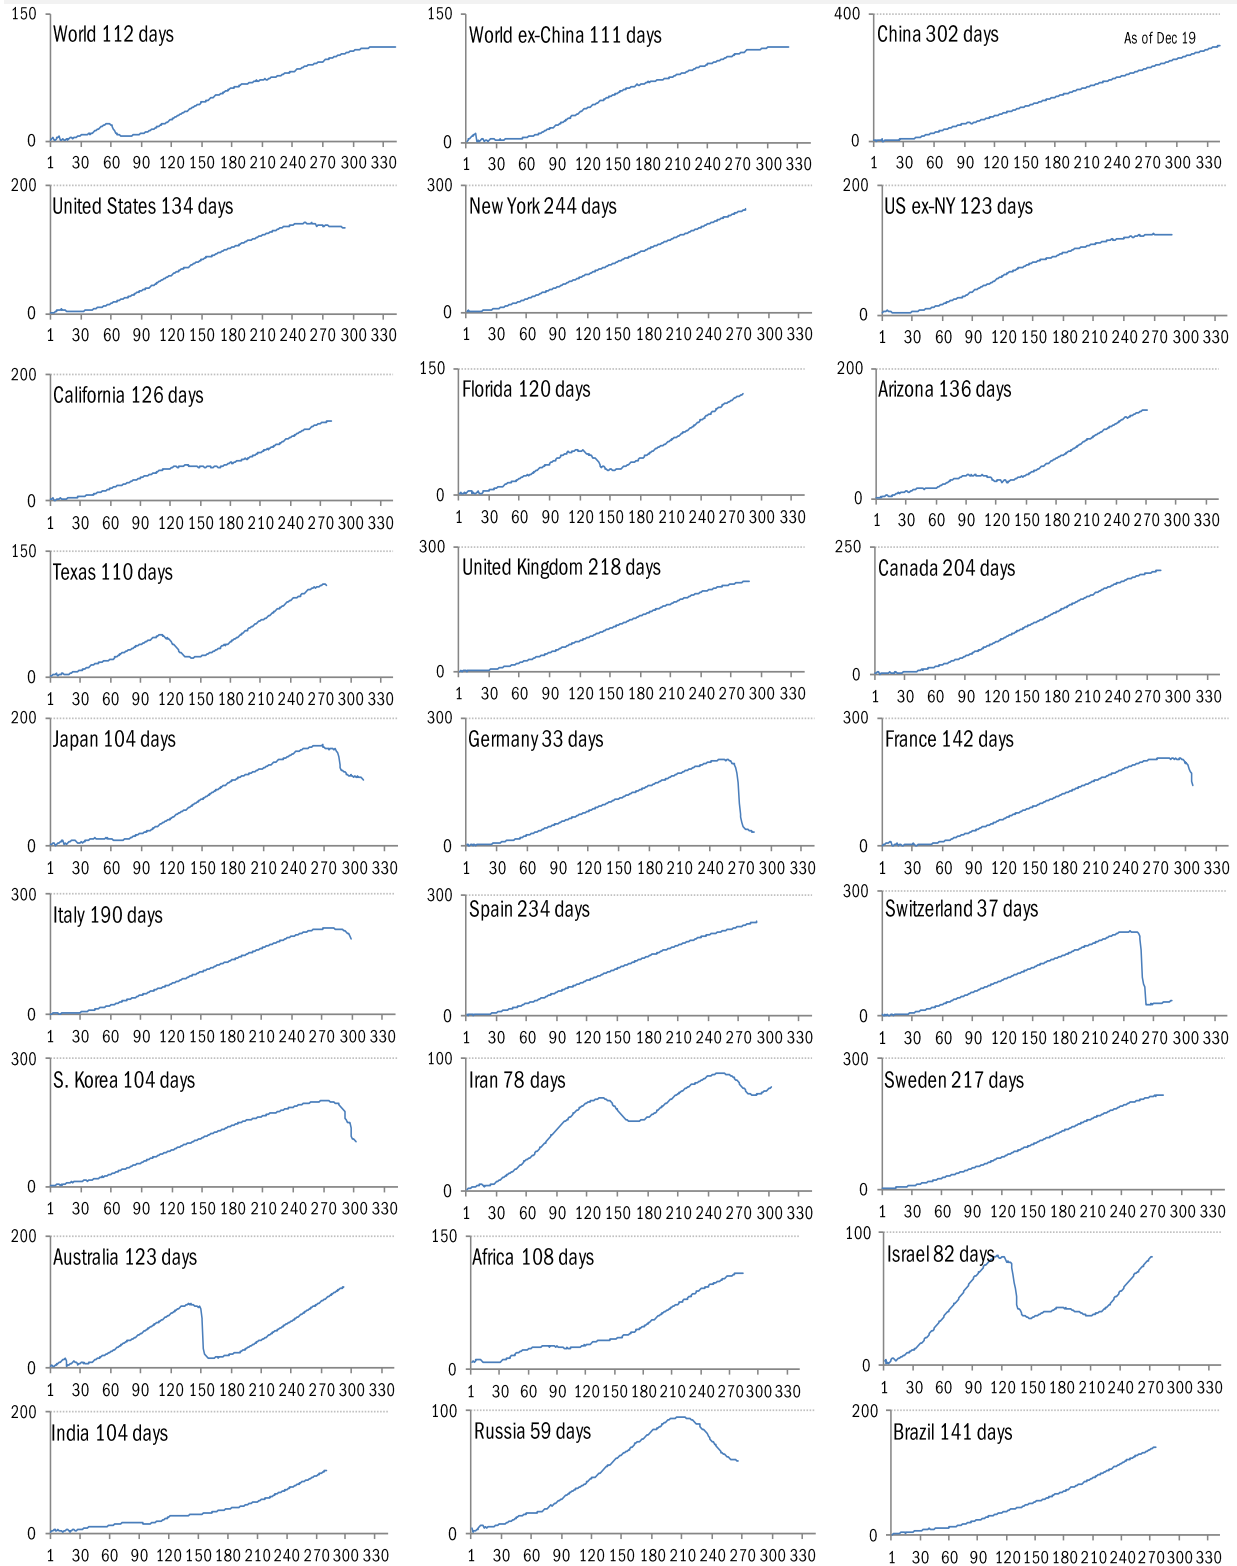 150 150 400
World 112 days World ex-China 111 days China 302 days As of Dec 19
0 0 0
1 30 60 90 120 150 180 210 240 270 300 330 1 30 60 90 120 150 180 210 240 270 300 330 1 30 60 90 120 150 180 210 240 270 300 330
200 300 200
United States 134 days New York 244 days US ex-NY 123 days
0 0 0
1 30 60 90 120 150 180 210 240 270 300 330 1 30 60 90 120 150 180 210 240 270 300 330 1 30 60 90 120 150 180 210 240 270 300 330
200 150 200
California 126 days Florida 120 days Arizona 136 days
0 0 0
1 30 60 90 120 150 180 210 240 270 300 330 1 30 60 90 120 150 180 210 240 270 300 330 1 30 60 90 120 150 180 210 240 270 300 330
150 300 250
Texas 110 days United Kingdom 218 days Canada 204 days
0 0 0
1 30 60 90 120 150 180 210 240 270 300 330 1 30 60 90 120 150 180 210 240 270 300 330 1 30 60 90 120 150 180 210 240 270 300 330
200 300 300
Japan 104 days Germany 33 days France 142 days
0 0 0
1 30 60 90 120 150 180 210 240 270 300 330 1 30 60 90 120 150 180 210 240 270 300 330 1 30 60 90 120 150 180 210 240 270 300 330
300 300 300
Italy 190 days Spain 234 days Switzerland 37 days
0 0 0
1 30 60 90 120 150 180 210 240 270 300 330 1 30 60 90 120 150 180 210 240 270 300 330 1 30 60 90 120 150 180 210 240 270 300 330
300 100 300
S. Korea 104 days Iran 78 days Sweden 217 days
0 0 0
1 30 60 90 120 150 180 210 240 270 300 330 1 30 60 90 120 150 180 210 240 270 300 330 1 30 60 90 120 150 180 210 240 270 300 330
200 150 100
Australia 123 days Africa 108 days Israel 82 days
0 0 0
1 30 60 90 120 150 180 210 240 270 300 330 1 30 60 90 120 150 180 210 240 270 300 330 1 30 60 90 120 150 180 210 240 270 300 330
200 100 200
India 104 days Russia 59 days Brazil 141 days
0 0 0
1 30 60 90 120 150 180 210 240 270 300 330 1 30 60 90 120 150 180 210 240 270 300 330 1 30 60 90 120 150 180 210 240 270 300 330